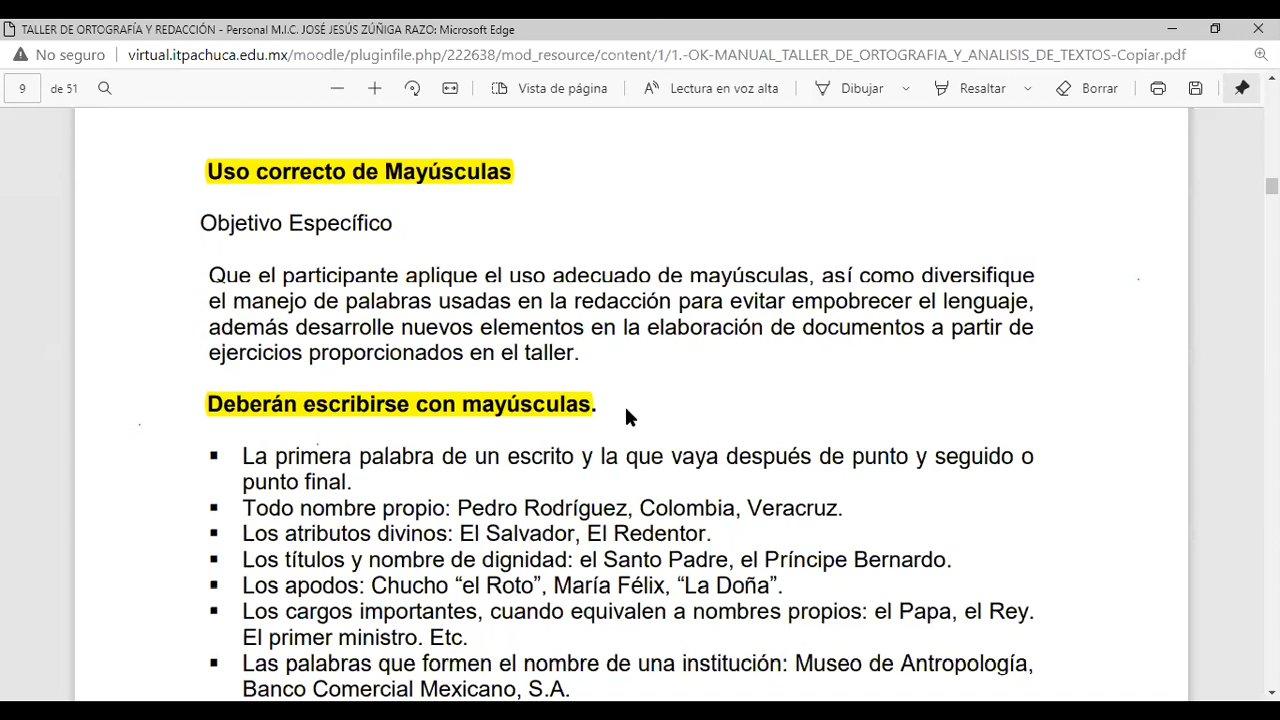 TALLER DE ORTOGRAFÍA Y REDACCIÓN - Personal M.I.C. JOSÉ JESÚS ZÚÑIGA RAZO: Microsoft Edge
No seguro virtual.itpachuca.edu.mx/moodle/pluginfile.php/222638/mod_resource/content/1/1.-OK-MANUAL_TALLER_DE_ORTOGRAFIA_Y_ANALISIS_DE_TEXTOS-Copiar.pdf
9 de 51 Vista de página Lectura en voz alta Dibujar Resaltar Borrar
Uso correcto de Mayúsculas
Objetivo Específico
Que el participante aplique el uso adecuado de mayúsculas, así como diversifique
el manejo de palabras usadas en la redacción para evitar empobrecer el lenguaje,
además desarrolle nuevos elementos en la elaboración de documentos a partir de
ejercicios proporcionados en el taller.
Deberán escribirse con mayúsculas.
▪ La primera palabra de un escrito y la que vaya después de punto y seguido o
punto final.
▪ Todo nombre propio: Pedro Rodríguez, Colombia, Veracruz.
▪ Los atributos divinos: El Salvador, El Redentor.
▪ Los títulos y nombre de dignidad: el Santo Padre, el Príncipe Bernardo.
▪ Los apodos: Chucho “el Roto”, María Félix, “La Doña”.
▪ Los cargos importantes, cuando equivalen a nombres propios: el Papa, el Rey.
El primer ministro. Etc.
▪ Las palabras que formen el nombre de una institución: Museo de Antropología,
Banco Comercial Mexicano, S.A.